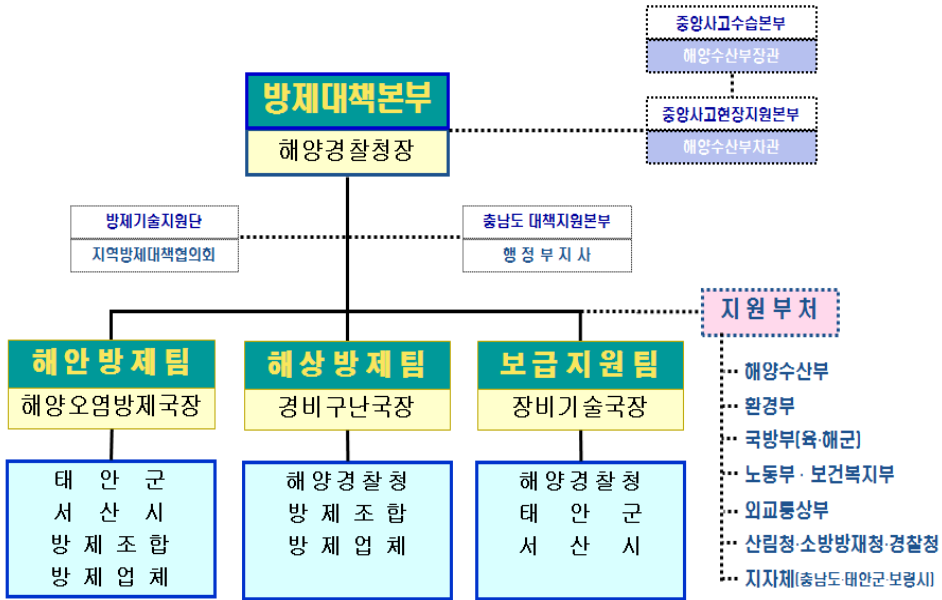 중앙사고수습본부
해양수산부장관
방제대책본부
해양경찰청장
중앙사고현장지원본부
해양수산부차관
방제기술지원단
지역방제대책협의회
충남도 대책지원본부
행 정 부 지 사
지 원 부 처
해 안 방 제 팀
해양오염방제국장
해 상 방 제 팀
경비구난국장
보 급 지 원 팀
장비기술국장
태 안 군
서 산 시
방 제 조 합
방 제 업 체
해 양 경 찰 청
방 제 조 합
방 제 업 체
해 양 경 찰 청
태 안 군
서 산 시
해양수산부
환경부
국방부(육·해군)
노동부 · 보건복지부
외교통상부
산림청·소방방재청·경찰청
지자체(충남도·태안군·보령시)